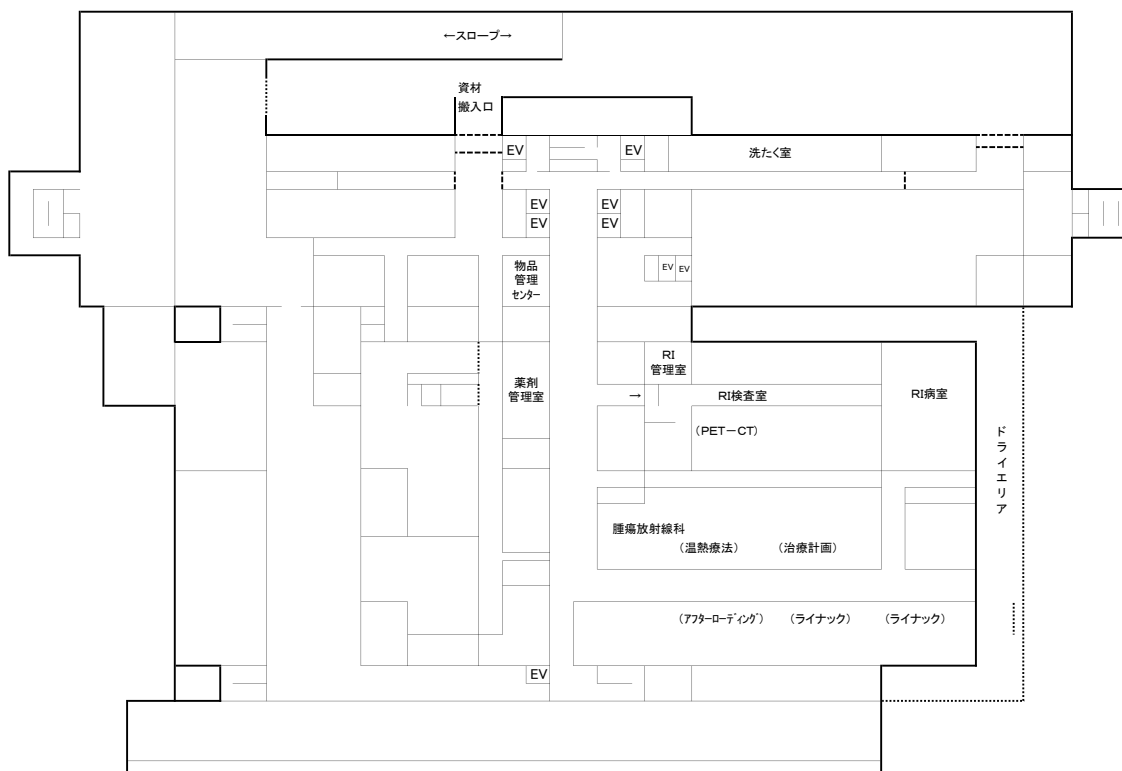 ←スロープ→
資材
搬入口
EV
EV
洗たく室
EV
EV
EV
EV
物品
管理
センター
EV
EV
RI
管理室
薬剤
管理室
→
RI検査室
RI病室
(PET-CT)
ドライエリア
腫瘍放射線科
(温熱療法)
(治療計画)
(アフターローディング)
(ライナック)
(ライナック)
EV